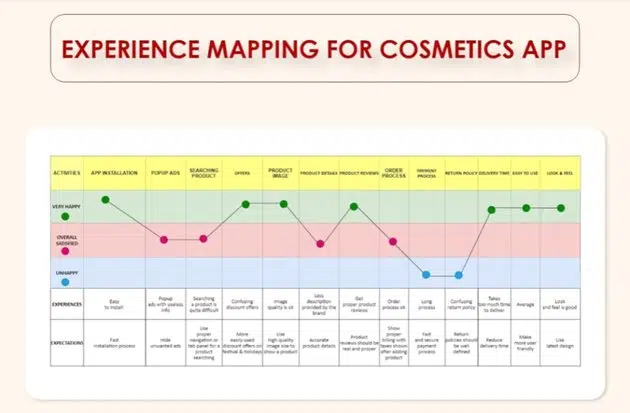 EXPERIENCE MAPPING FOR COSMETICS APP
ACTIVITIES
APP INSTALLATION
POPUP ADS
SEARCHING
PRODUCT
OFFERS
PRODUCT
IMAGE
PRODUCT DETAILS
PRODUCT REVIEWS
ORDER
PROCESS
PAYMENT
PROCESS
RETURN POLICY
DELIVERY TIME
EASY TO USE
LOOK & FEEL
VERY HAPPY
OVERALL
SATISFIED
UNHAPPY
EXPERIENCES
Easy
to install
Popup
ads with useless
info
Searching
a product is
quite difficult
Confusing
discount offers
Image
quality is ok
Less
description
provided by the
brand
Get
proper product
reviews
Order
process ok
Long
process
Confusing
return policy
Takes
too much time
to deliver
Average
Look
and feel is good
EXPECTATIONS
Fast
installation process
Hide
unwanted ads
Use
proper
navigation or
tab panel for a
product
searching
More
easily used
discount offers on
festival & holidays
Use
high quality
image size to
show a product
Accurate
product details
Product
reviews should be
real and proper
Show
proper
billing with
taxes shown
after adding
product
Fast
and secure
payment
process
Return
policies
should be
well defined
Reduce
delivery time
Make
more user
friendly
Use
latest design